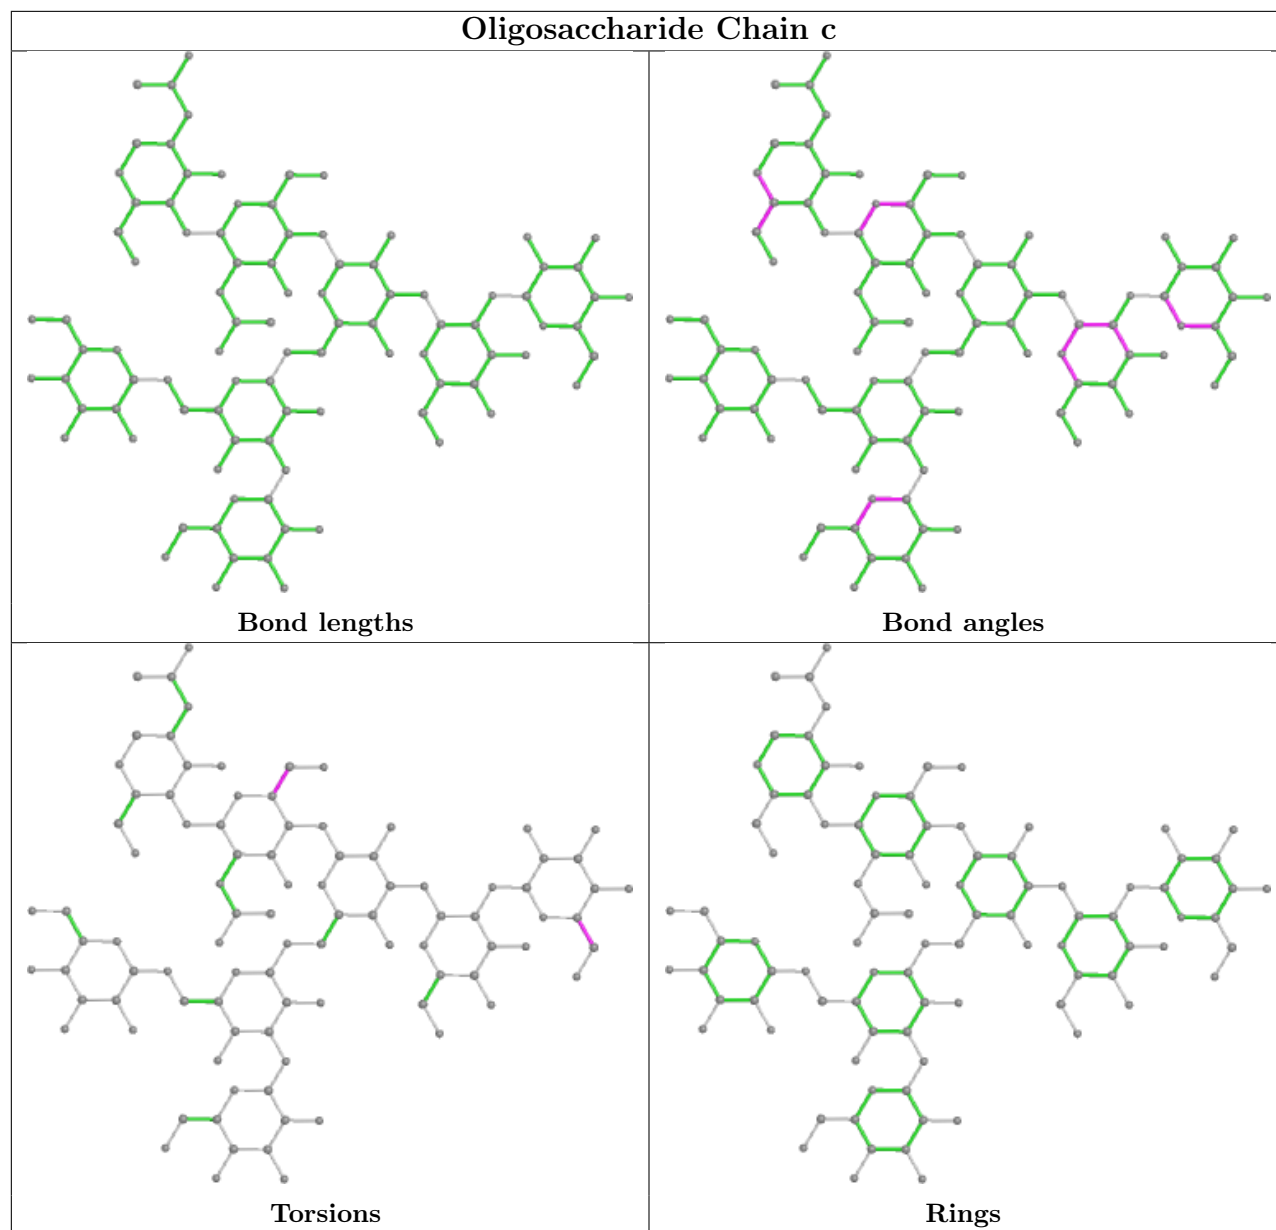 Oligosaccharide Chain c
Bond lengths
Bond angles
Torsions
Rings